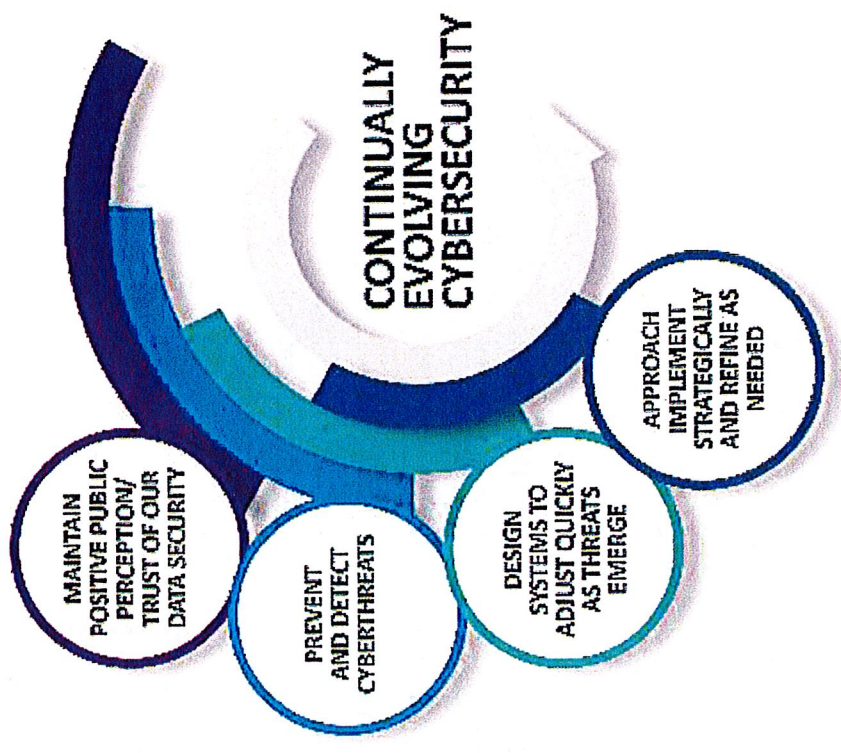 CONTINUALLY
EVOLVING
CYBERSECURITY
MAINTAIN
POSITIVE PUBLIC
PERCEPTION/
TRUST OF OUR
DATA SECURITY
PREVENT
AND DETECT
CYBERTHREATS
DESIGN
SYSTEMS TO
ADJUST QUICKLY
AS THREATS
EMERGE
APPROACH
IMPLEMENT
STRATEGICALLY
AND REFINE AS
NEEDED